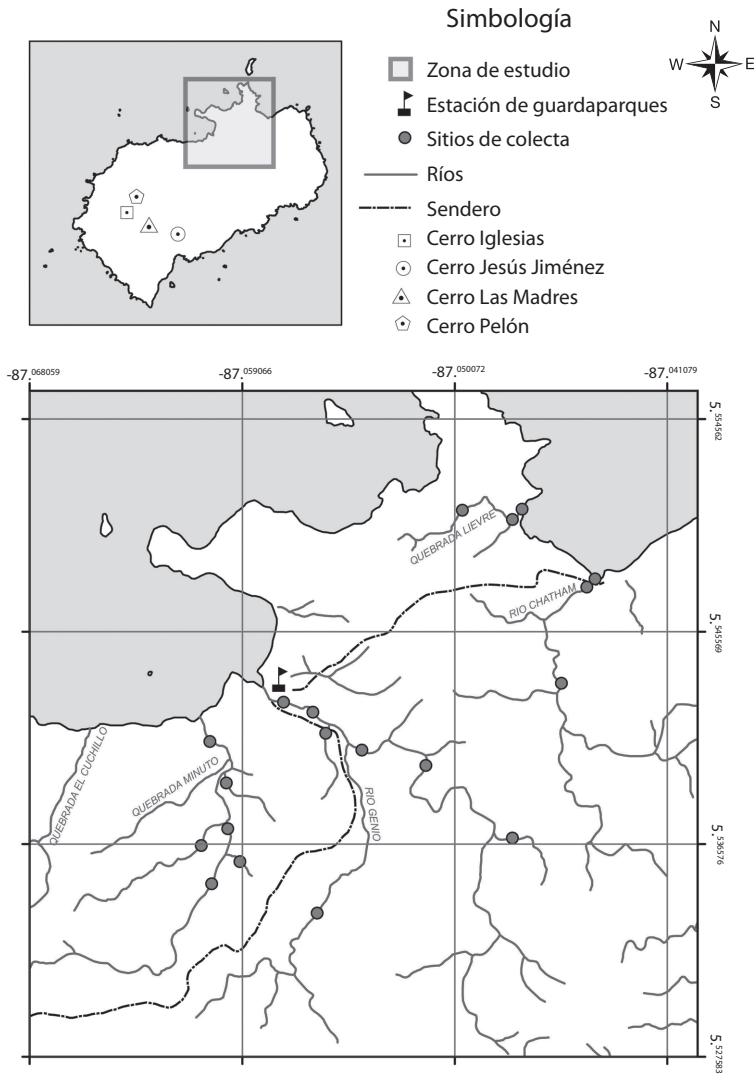 Simbología
N
W E
S
Zona de estudio
Estación de guardaparques
Sitios de colecta
Ríos
Sendero
Cerro Iglesias
Cerro Jesús Jiménez
Cerro Las Madres
Cerro Pelón
-87.068059
-87.059066
-87.050072
-87.041079
5.554562
QUEBRADA LIEVRE
RIO CHATHAM
5.545569
QUEBRADA EL CUCHILLO
QUEBRADA MINUTO
RIO GENIO
5.536576
5.527583